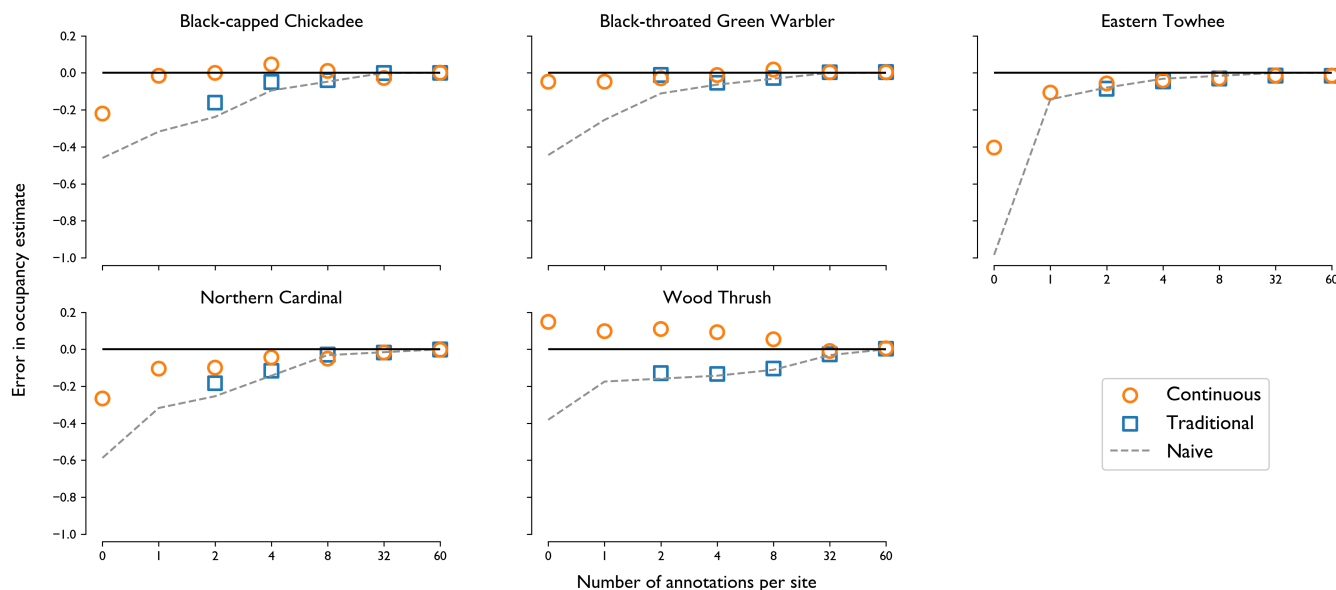 Black-capped Chickadee
Black-throated Green Warbler
Eastern Towhee
0.2
0.0
−0.2
−0.4
−0.6
−0.8
−1.0
0 1 2 4 8 32 60
Error in occupancy estimate
Northern Cardinal
Wood Thrush
0.2
0.0
−0.2
−0.4
−0.6
−0.8
−1.0
Continuous
Traditional
Naive
0 1 2 4 8 32 60
0 1 2 4 8 32 60
Number of annotations per site